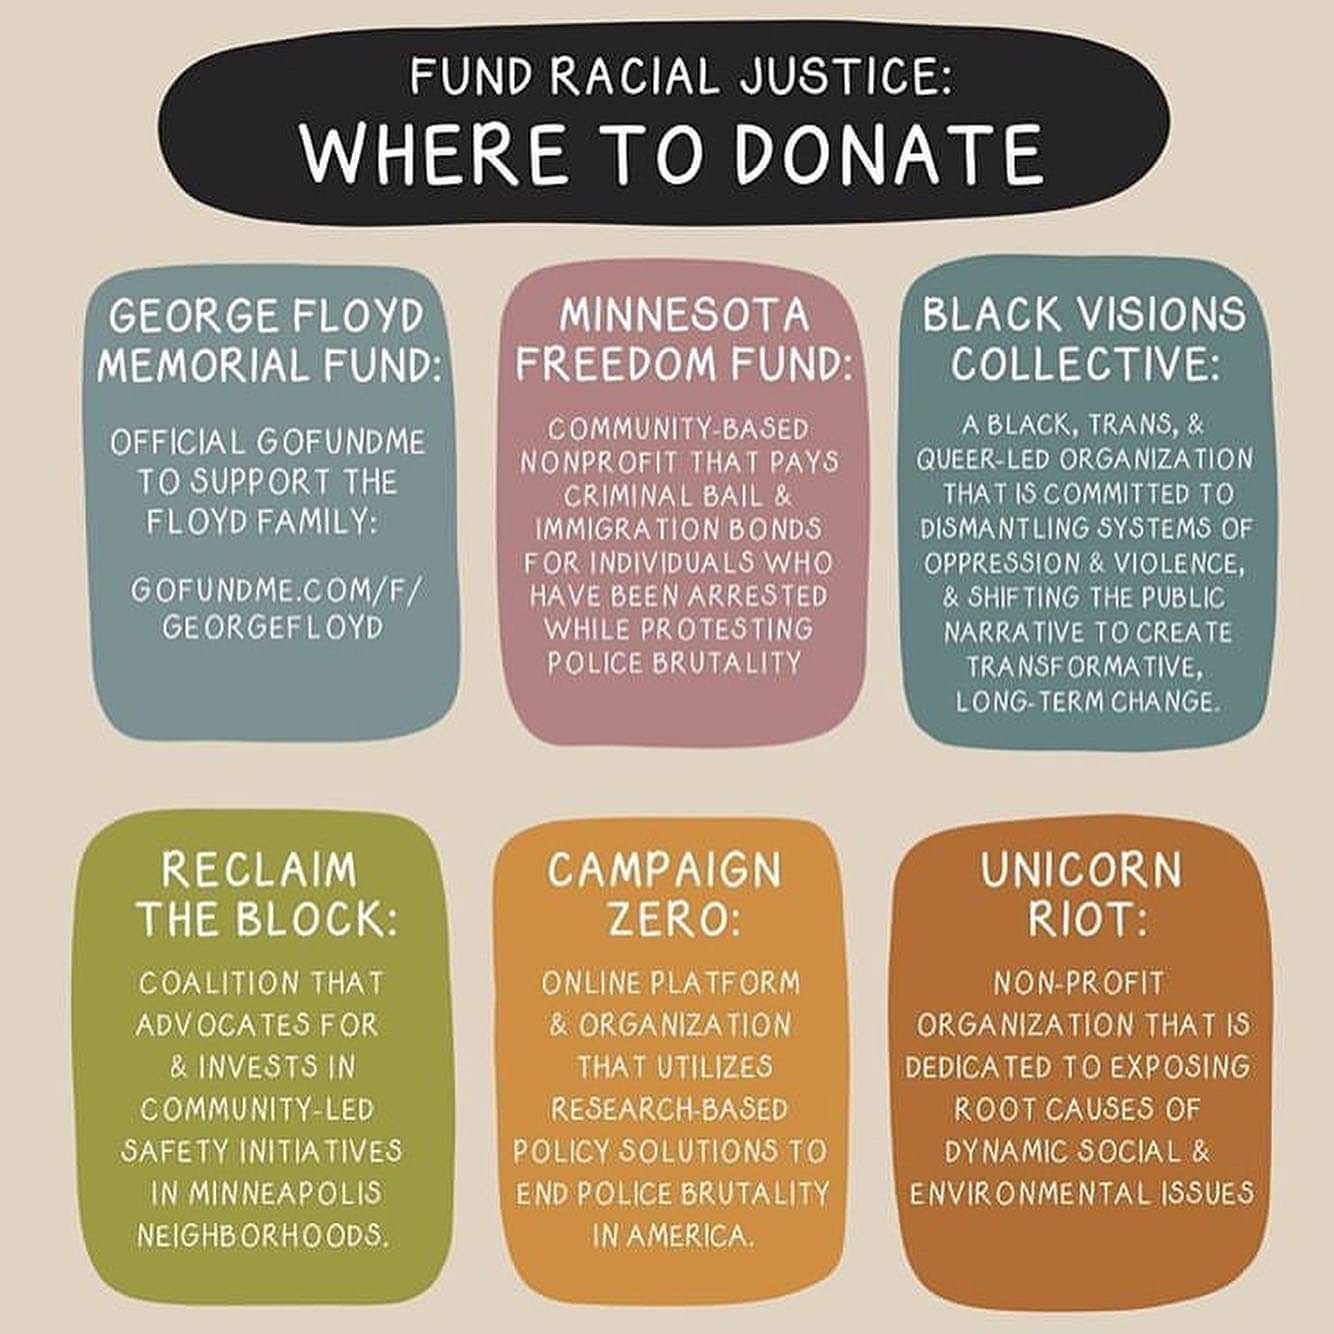 FUND RACIAL JUSTICE:
WHERE TO DONATE
GEORGE FLOYD
MEMORIAL FUND:
OFFICIAL GOFUNDME
TO SUPPORT THE
FLOYD FAMILY:
GOFUNDME.COM/F/
GEORGEFLOYD
MINNESOTA
FREEDOM FUND:
COMMUNITY-BASED
NONPROFIT THAT PAYS
CRIMINAL BAIL &
IMMIGRATION BONDS
FOR INDIVIDUALS WHO
HAVE BEEN ARRESTED
WHILE PROTESTING
POLICE BRUTALITY
BLACK VISIONS
COLLECTIVE:
A BLACK, TRANS, &
QUEER-LED ORGANIZATION
THAT IS COMMITTED TO
DISMANTLING SYSTEMS OF
OPPRESSION & VIOLENCE,
& SHIFTING THE PUBLIC
NARRATIVE TO CREATE
TRANSFORMATIVE,
LONG-TERM CHANGE.
RECLAIM
THE BLOCK:
COALITION THAT
ADVOCATES FOR
& INVESTS IN
COMMUNITY-LED
SAFETY INITIATIVES
IN MINNEAPOLIS
NEIGHBORHOODS.
CAMPAIGN
ZERO:
ONLINE PLATFORM
& ORGANIZATION
THAT UTILIZES
RESEARCH-BASED
POLICY SOLUTIONS TO
END POLICE BRUTALITY
IN AMERICA.
UNICORN
RIOT:
NON-PROFIT
ORGANIZATION THAT IS
DEDICATED TO EXPOSING
ROOT CAUSES OF
DYNAMIC SOCIAL &
ENVIRONMENTAL ISSUES